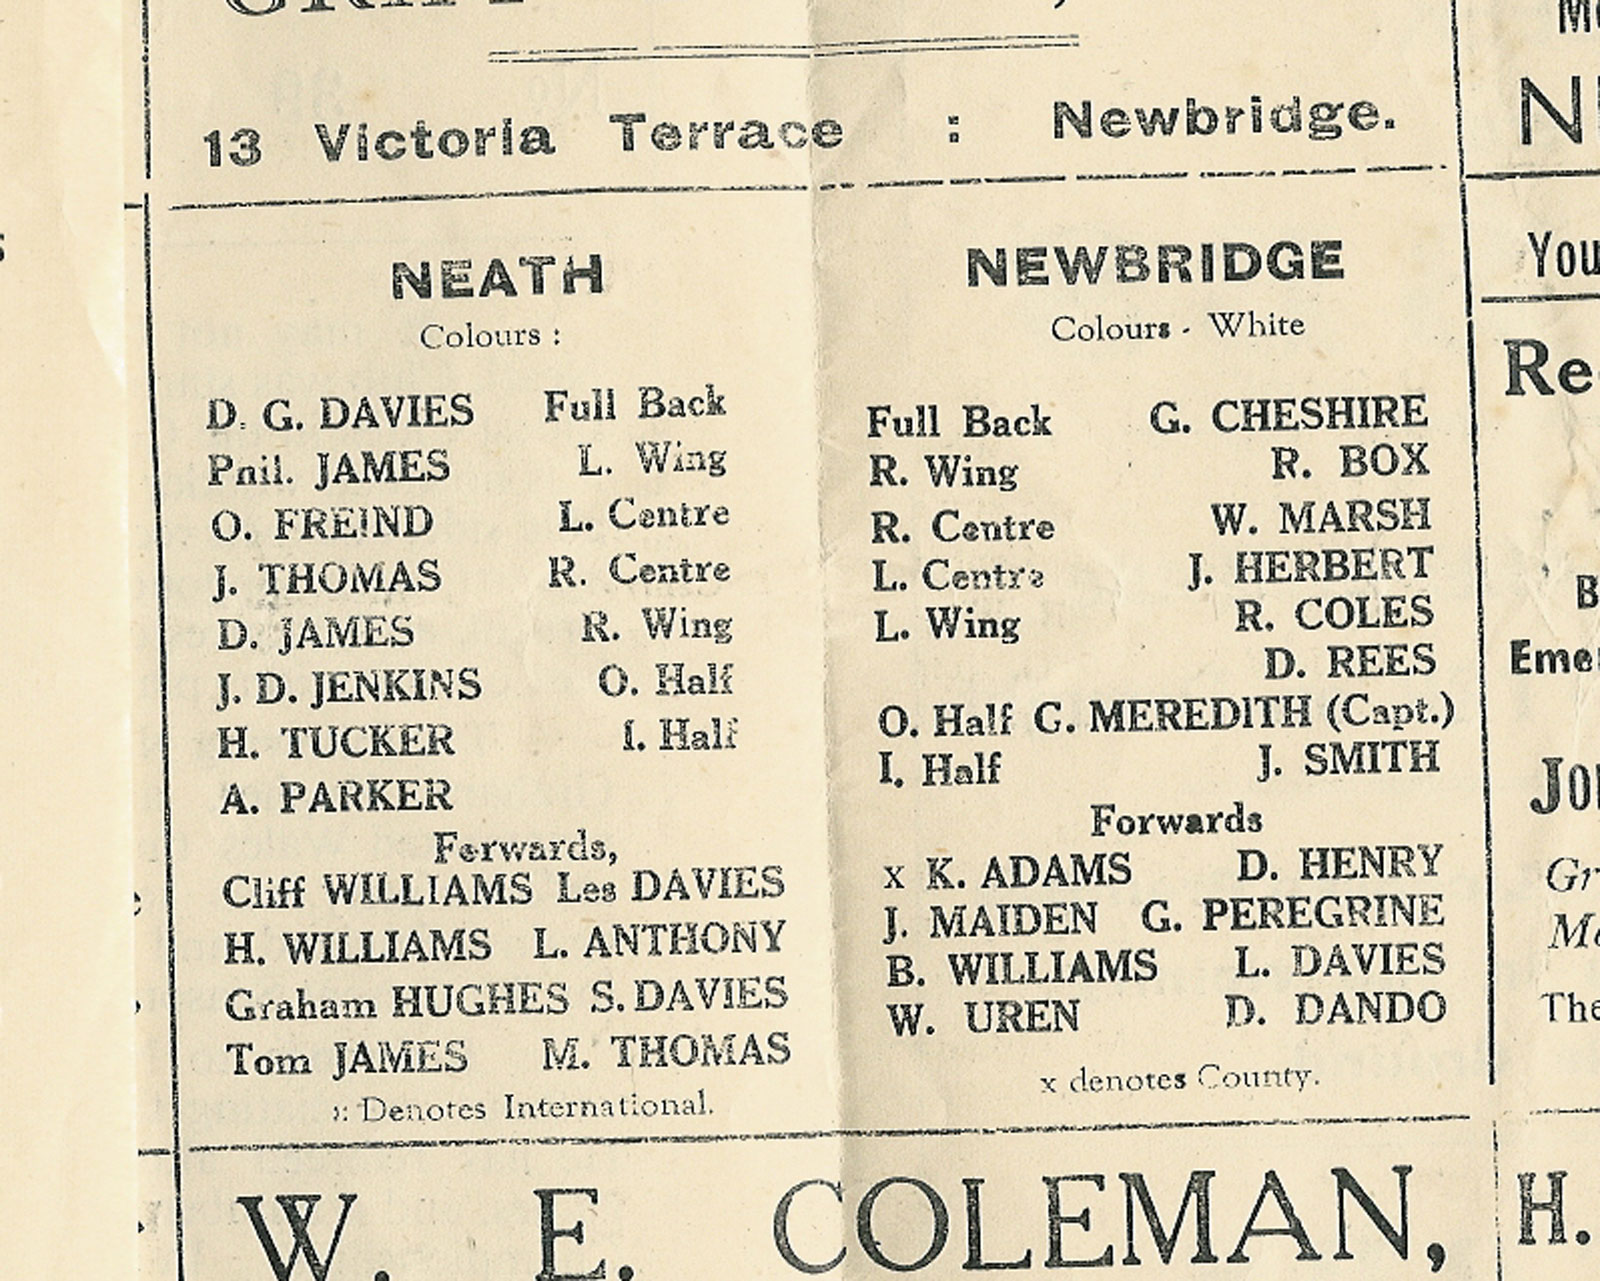 13 Victoria Terrace : Newbridge.
NEATH
Colours :
D. G. DAVIES Full Back
Phil. JAMES L. Wing
O. FREIND L. Centre
J. THOMAS R. Centre
D. JAMES R. Wing
J. D. JENKINS O. Half
H. TUCKER I. Half
A. PARKER
Forwards,
Cliff WILLIAMS Les DAVIES
H. WILLIAMS L. ANTHONY
Graham HUGHES S. DAVIES
Tom JAMES M. THOMAS
x Denotes International.
NEWBRIDGE
Colours - White
Full Back G. CHESHIRE
R. Wing R. BOX
R. Centre W. MARSH
L. Centre J. HERBERT
L. Wing R. COLES
D. REES
O. Half G. MEREDITH (Capt.)
I. Half J. SMITH
Forwards
x K. ADAMS D. HENRY
J. MAIDEN G. PEREGRINE
B. WILLIAMS L. DAVIES
W. UREN D. DANDO
x denotes County.
W. E. COLEMAN,
You
Re
B
Eme
Jo
Gr
The
H.